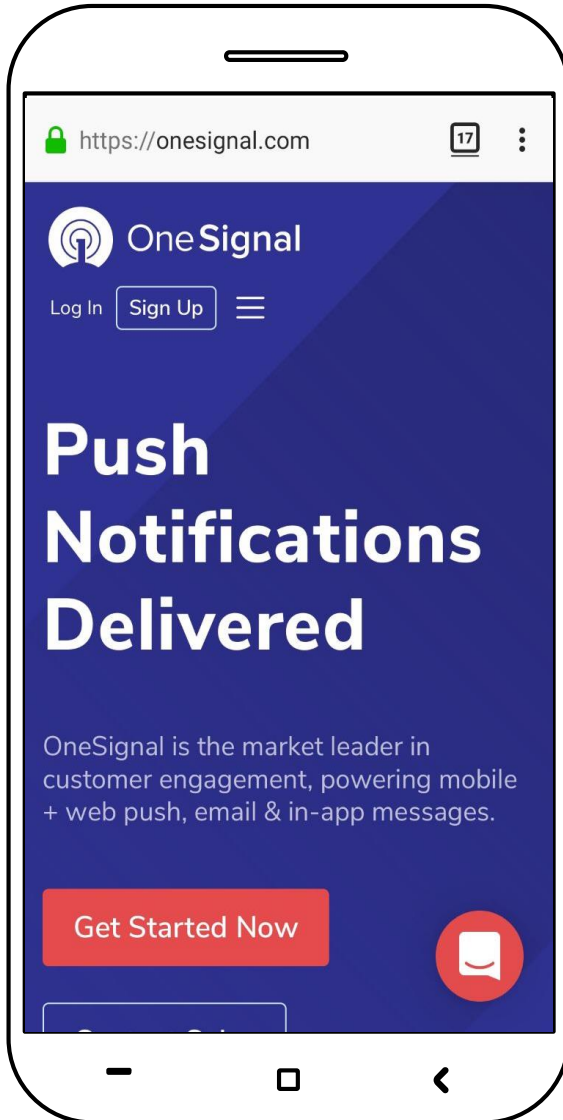 https://onesignal.com
17
OneSignal
Log In
Sign Up
Push
Notifications
Delivered
OneSignal is the market leader in
customer engagement, powering mobile
+ web push, email & in-app messages.
Get Started Now